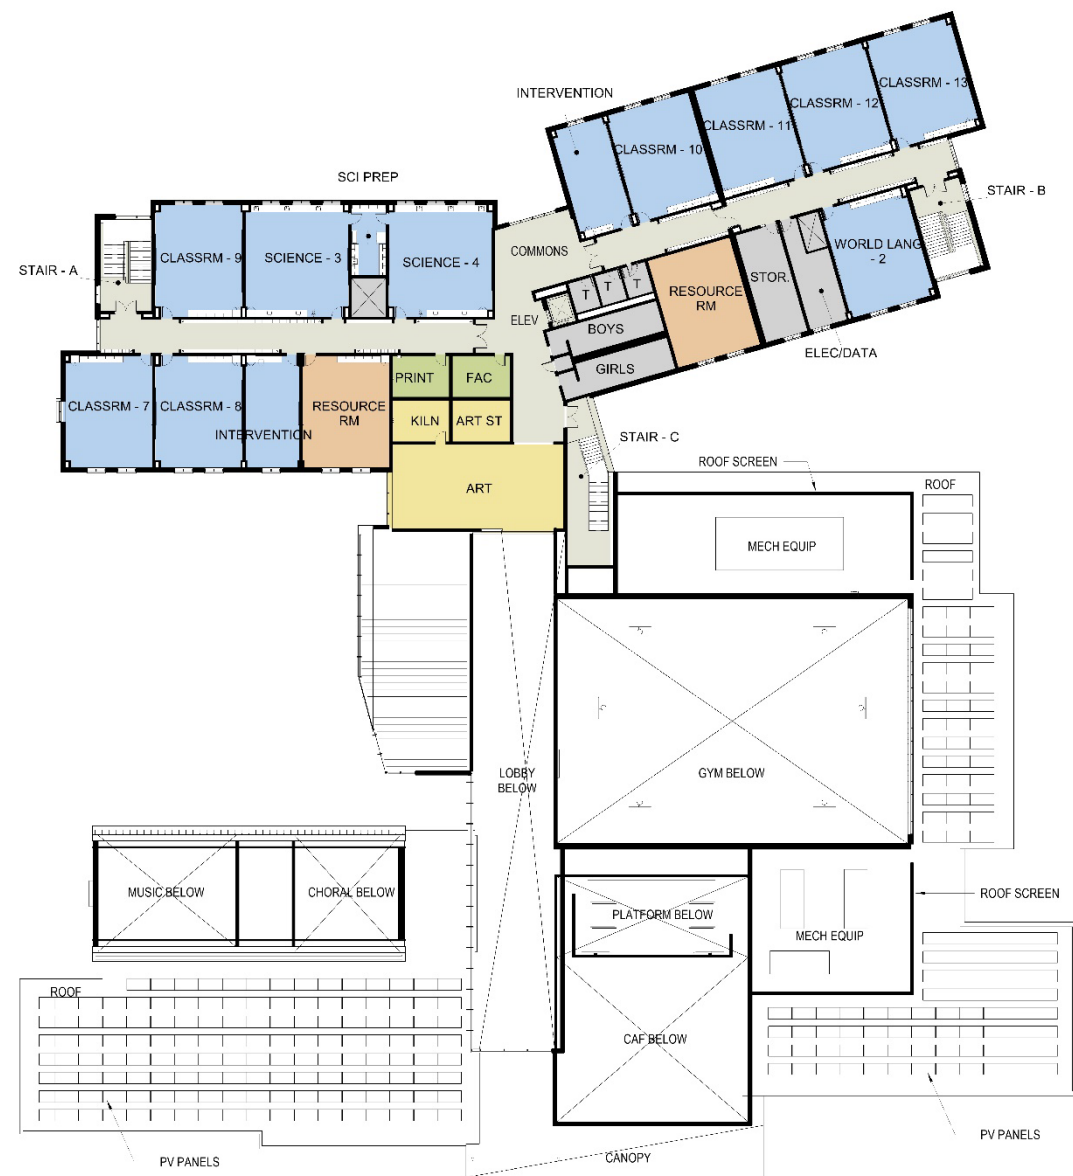 CLASSRM - 13
INTERVENTION
CLASSRM - 12
CLASSRM - 11
CLASSRM - 10
SCI PREP
STAIR - B
COMMONS
WORLD LANG
- 2
CLASSRM - 9
SCIENCE - 3
SCIENCE - 4
STAIR - A
STOR.
T
T
T
RESOURCE
RM
ELEV
BOYS
ELEC/DATA
GIRLS
PRINT
FAC
CLASSRM - 7
CLASSRM - 8
INTERVENTION
RESOURCE
RM
KILN
ART ST
STAIR - C
ART
ROOF SCREEN
ROOF
MECH EQUIP
LOBBY
BELOW
GYM BELOW
MUSIC BELOW
CHORAL BELOW
PLATFORM BELOW
ROOF SCREEN
MECH EQUIP
ROOF
CAF BELOW
PV PANELS
PV PANELS
CANOPY